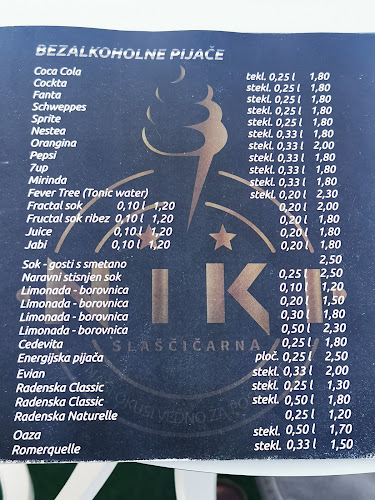 BEZALKOHOLNE PIJAČE
Coca Cola tekl. 0,25 l 1,80
Cockta stekl. 0,25 l 1,80
Fanta stekl. 0,25 l 1,80
Schweppes stekl. 0,25 l 1,80
Sprite stekl. 0,25 l 1,80
Nestea stekl. 0,33 l 1,80
Orangina stekl. 0,33 l 2,00
Pepsi stekl. 0,33 l 1,80
7up stekl. 0,33 l 1,80
Mirinda stekl. 0,33 l 1,80
Fever Tree (Tonic water) stekl. 0,20 l 2,30
Fractal sok 0,10 l 1,20 0,20 l 2,00
Fructal sok ribez 0,10 l 1,20 0,20 l 1,80
Juice 0,10 l 1,20 0,20 l 1,80
Jabi 0,10 l 1,20 0,20 l 1,80
Sok - gosti s smetano 2,50
Naravni stisnjen sok 0,25 l 2,50
Limonada - borovnica 0,10 l 1,20
Limonada - borovnica 0,20 l 1,50
Limonada - borovnica 0,30 l 1,80
Limonada - borovnica 0,50 l 2,30
KIKI
SLAŠČIČARNA
Cedevita 0,25 l 1,80
Energijska pijača ploč. 0,25 l 2,50
Evian stekl. 0,33 l 2,00
Radenska Classic stekl. 0,25 l 1,30
Radenska Classic stekl. 0,50 l 1,80
Radenska Naturelle 0,25 l 1,20
Oaza stekl. 0,50 l 1,70
Romerquelle stekl. 0,33 l 1,50